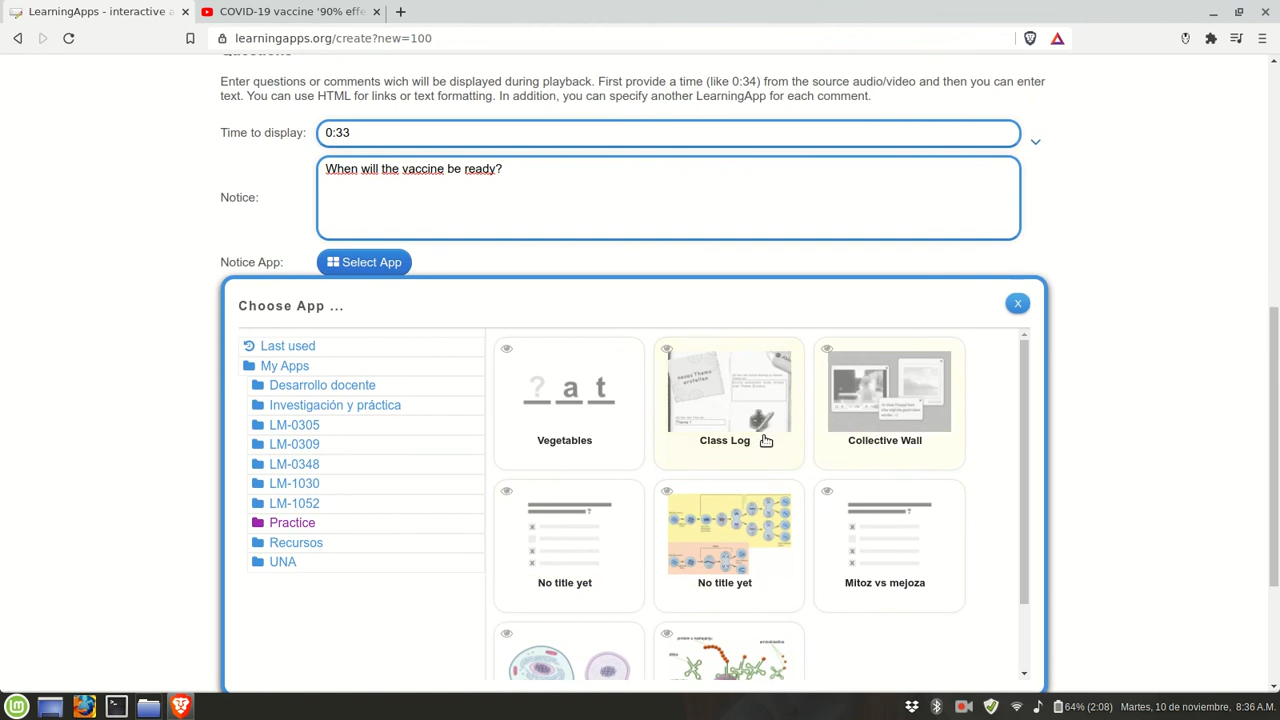 LearningApps - interactive a
COVID-19 vaccine '90% effe
learningapps.org/create?new=100
Enter questions or comments wich will be displayed during playback. First provide a time (like 0:34) from the source audio/video and then you can enter
text. You can use HTML for links or text formatting. In addition, you can specify another LearningApp for each comment.
Time to display:
0:33
When will the vaccine be ready?
Notice:
Notice App:
Select App
Choose App ...
X
Last used
My Apps
Desarrollo docente
Investigación y práctica
LM-0305
LM-0309
LM-0348
LM-1030
LM-1052
Practice
Recursos
UNA
? a t
Vegetables
Class Log
Collective Wall
No title yet
No title yet
Mitoz vs mejoza
64% (2:08)
Martes, 10 de noviembre, 8:36 A.M.